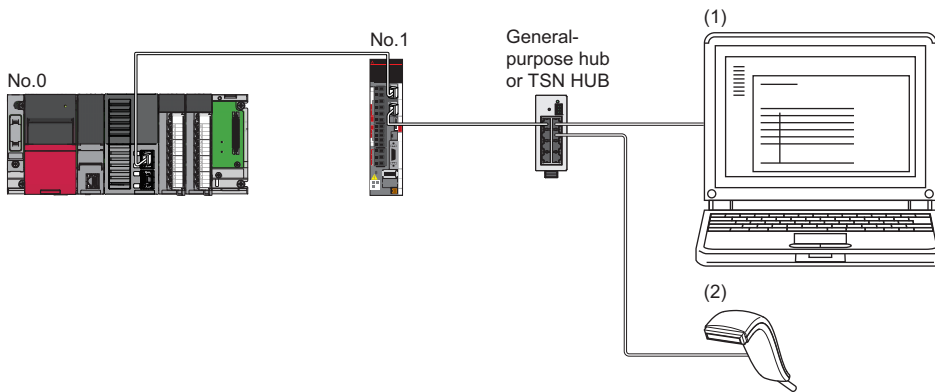 (1)
No.1
General-
purpose hub
or TSN HUB
No.0
(2)